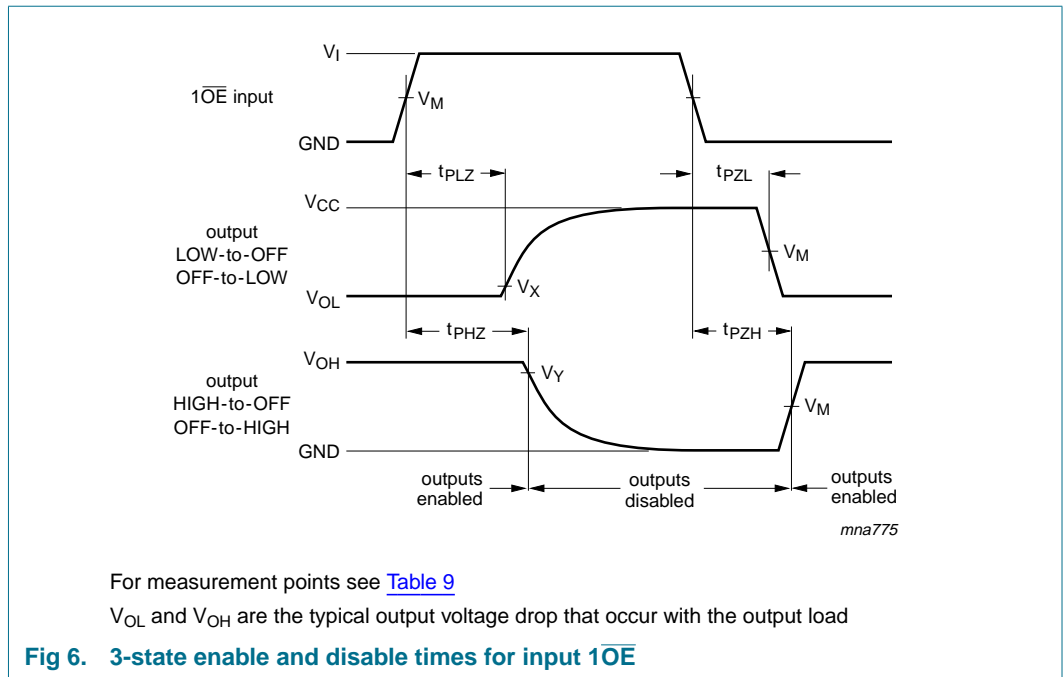 V_I
1O̅E̅ input
V_M
GND
t_PLZ
t_PZL
V_CC
output
LOW-to-OFF
OFF-to-LOW
V_M
V_X
V_OL
t_PHZ
t_PZH
V_OH
output
HIGH-to-OFF
OFF-to-HIGH
V_Y
V_M
GND
outputs
enabled
outputs
disabled
outputs
enabled
mna775
For measurement points see Table 9
V_OL and V_OH are the typical output voltage drop that occur with the output load
Fig 6. 3-state enable and disable times for input 1O̅E̅